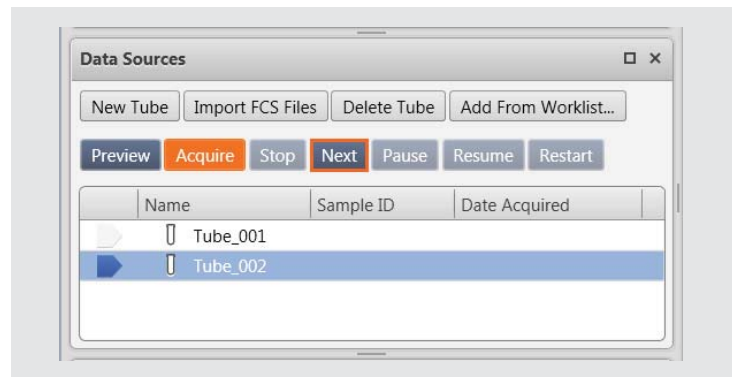 Data Sources
New Tube Import FCS Files Delete Tube Add From Worklist...
Preview Acquire Stop Next Pause Resume Restart
Name Sample ID Date Acquired
Tube_001
Tube_002